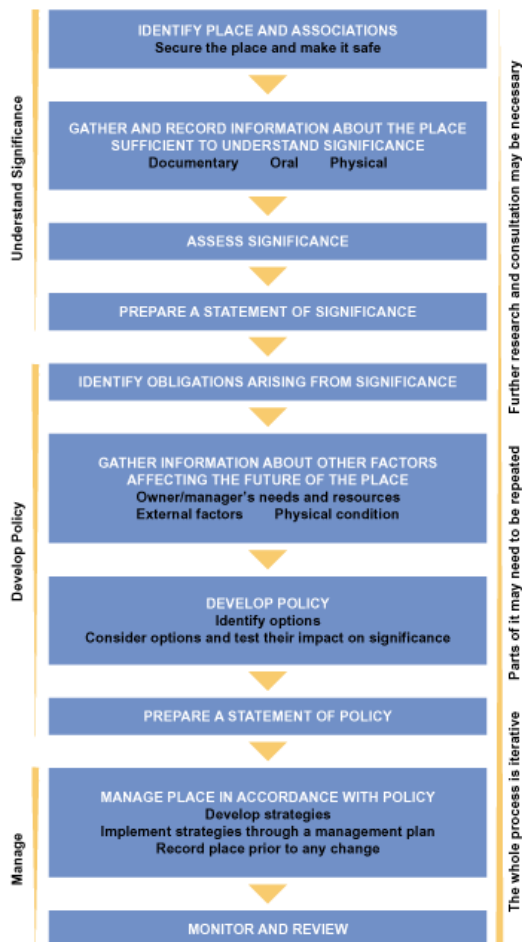 IDENTIFY PLACE AND ASSOCIATIONS
Secure the place and make it safe
GATHER AND RECORD INFORMATION ABOUT THE PLACE
SUFFICIENT TO UNDERSTAND SIGNIFICANCE
Documentary Oral Physical
ASSESS SIGNIFICANCE
PREPARE A STATEMENT OF SIGNIFICANCE
Understand Significance
IDENTIFY OBLIGATIONS ARISING FROM SIGNIFICANCE
GATHER INFORMATION ABOUT OTHER FACTORS
AFFECTING THE FUTURE OF THE PLACE
Owner/manager's needs and resources
External factors Physical condition
DEVELOP POLICY
Identify options
Consider options and test their impact on significance
PREPARE A STATEMENT OF POLICY
Develop Policy
MANAGE PLACE IN ACCORDANCE WITH POLICY
Develop strategies
Implement strategies through a management plan
Record place prior to any change
MONITOR AND REVIEW
Manage
The whole process is iterative Parts of it may need to be repeated Further research and consultation may be necessary